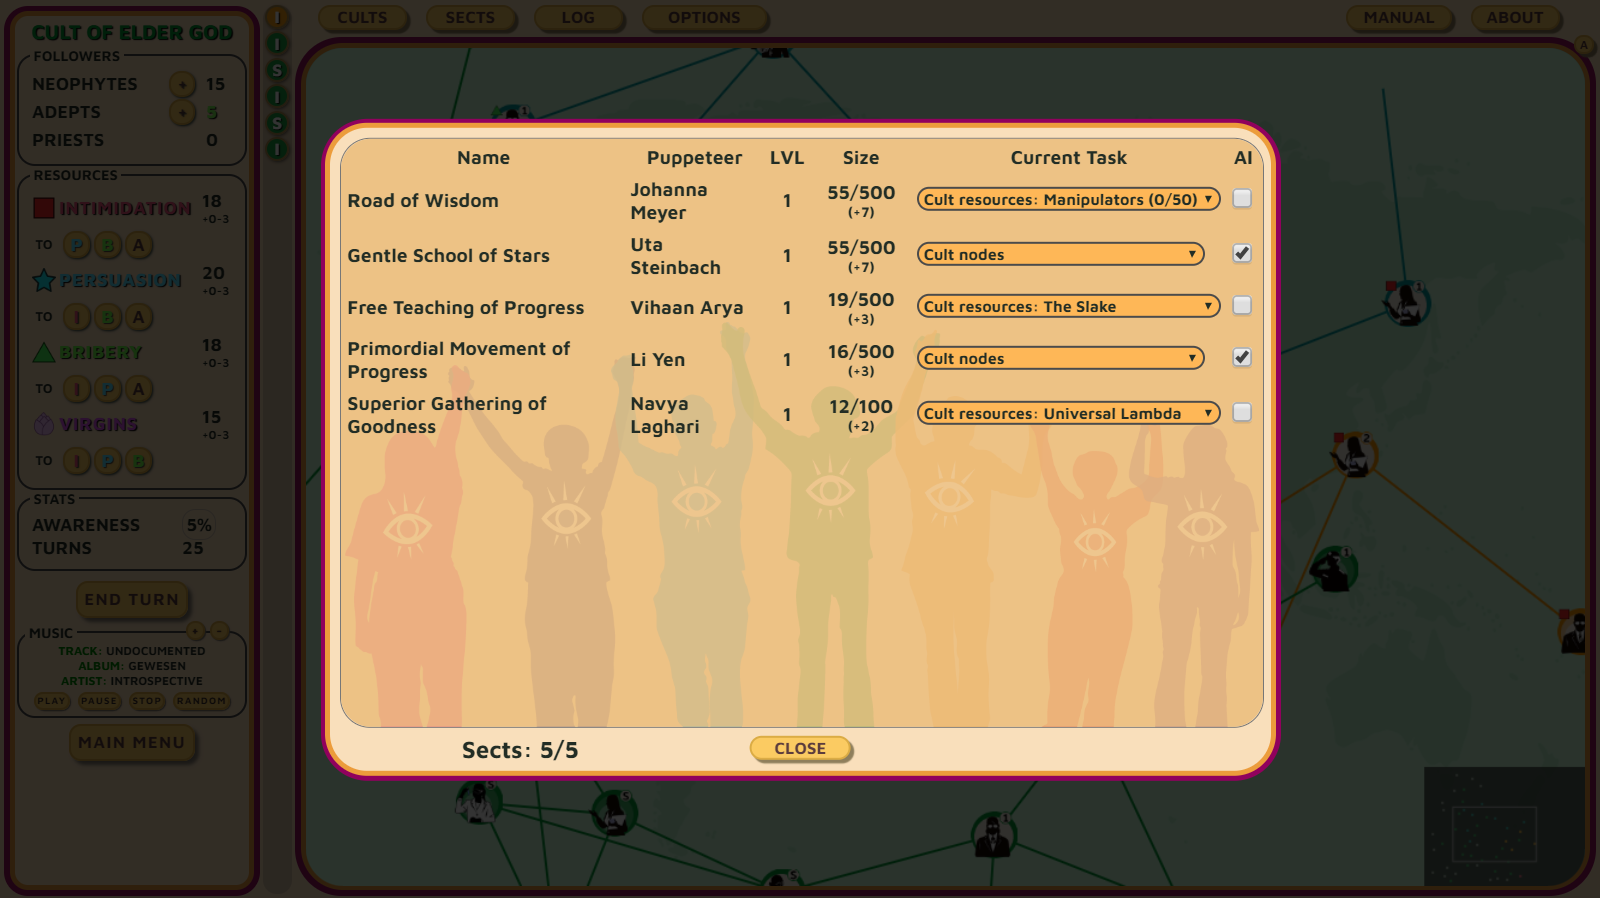 CULT OF ELDER GOD
FOLLOWERS
NEOPHYTES + 15
ADEPTS + 5
PRIESTS 0
RESOURCES
INTIMIDATION 18
+0-3
TO P B A
PERSUASION 20
+0-3
TO I B A
BRIBERY 18
+0-3
TO I P A
VIRGINS 15
+0-3
TO I P B
STATS
AWARENESS 5%
TURNS 25
END TURN
MUSIC + -
TRACK: UNDOCUMENTED
ALBUM: GEWESEN
ARTIST: INTROSPECTIVE
PLAY PAUSE STOP RANDOM
MAIN MENU
I
I
S
I
S
I
CULTS SECTS LOG OPTIONS MANUAL ABOUT
A
1
1
2
1
S
S
1
S
Name Puppeteer LVL Size Current Task AI
Road of Wisdom Johanna Meyer 1 55/500 (+7) Cult resources: Manipulators (0/50)
Gentle School of Stars Uta Steinbach 1 55/500 (+7) Cult nodes
Free Teaching of Progress Vihaan Arya 1 19/500 (+3) Cult resources: The Slake
Primordial Movement of Progress Li Yen 1 16/500 (+3) Cult nodes
Superior Gathering of Goodness Navya Laghari 1 12/100 (+2) Cult resources: Universal Lambda
Sects: 5/5
CLOSE